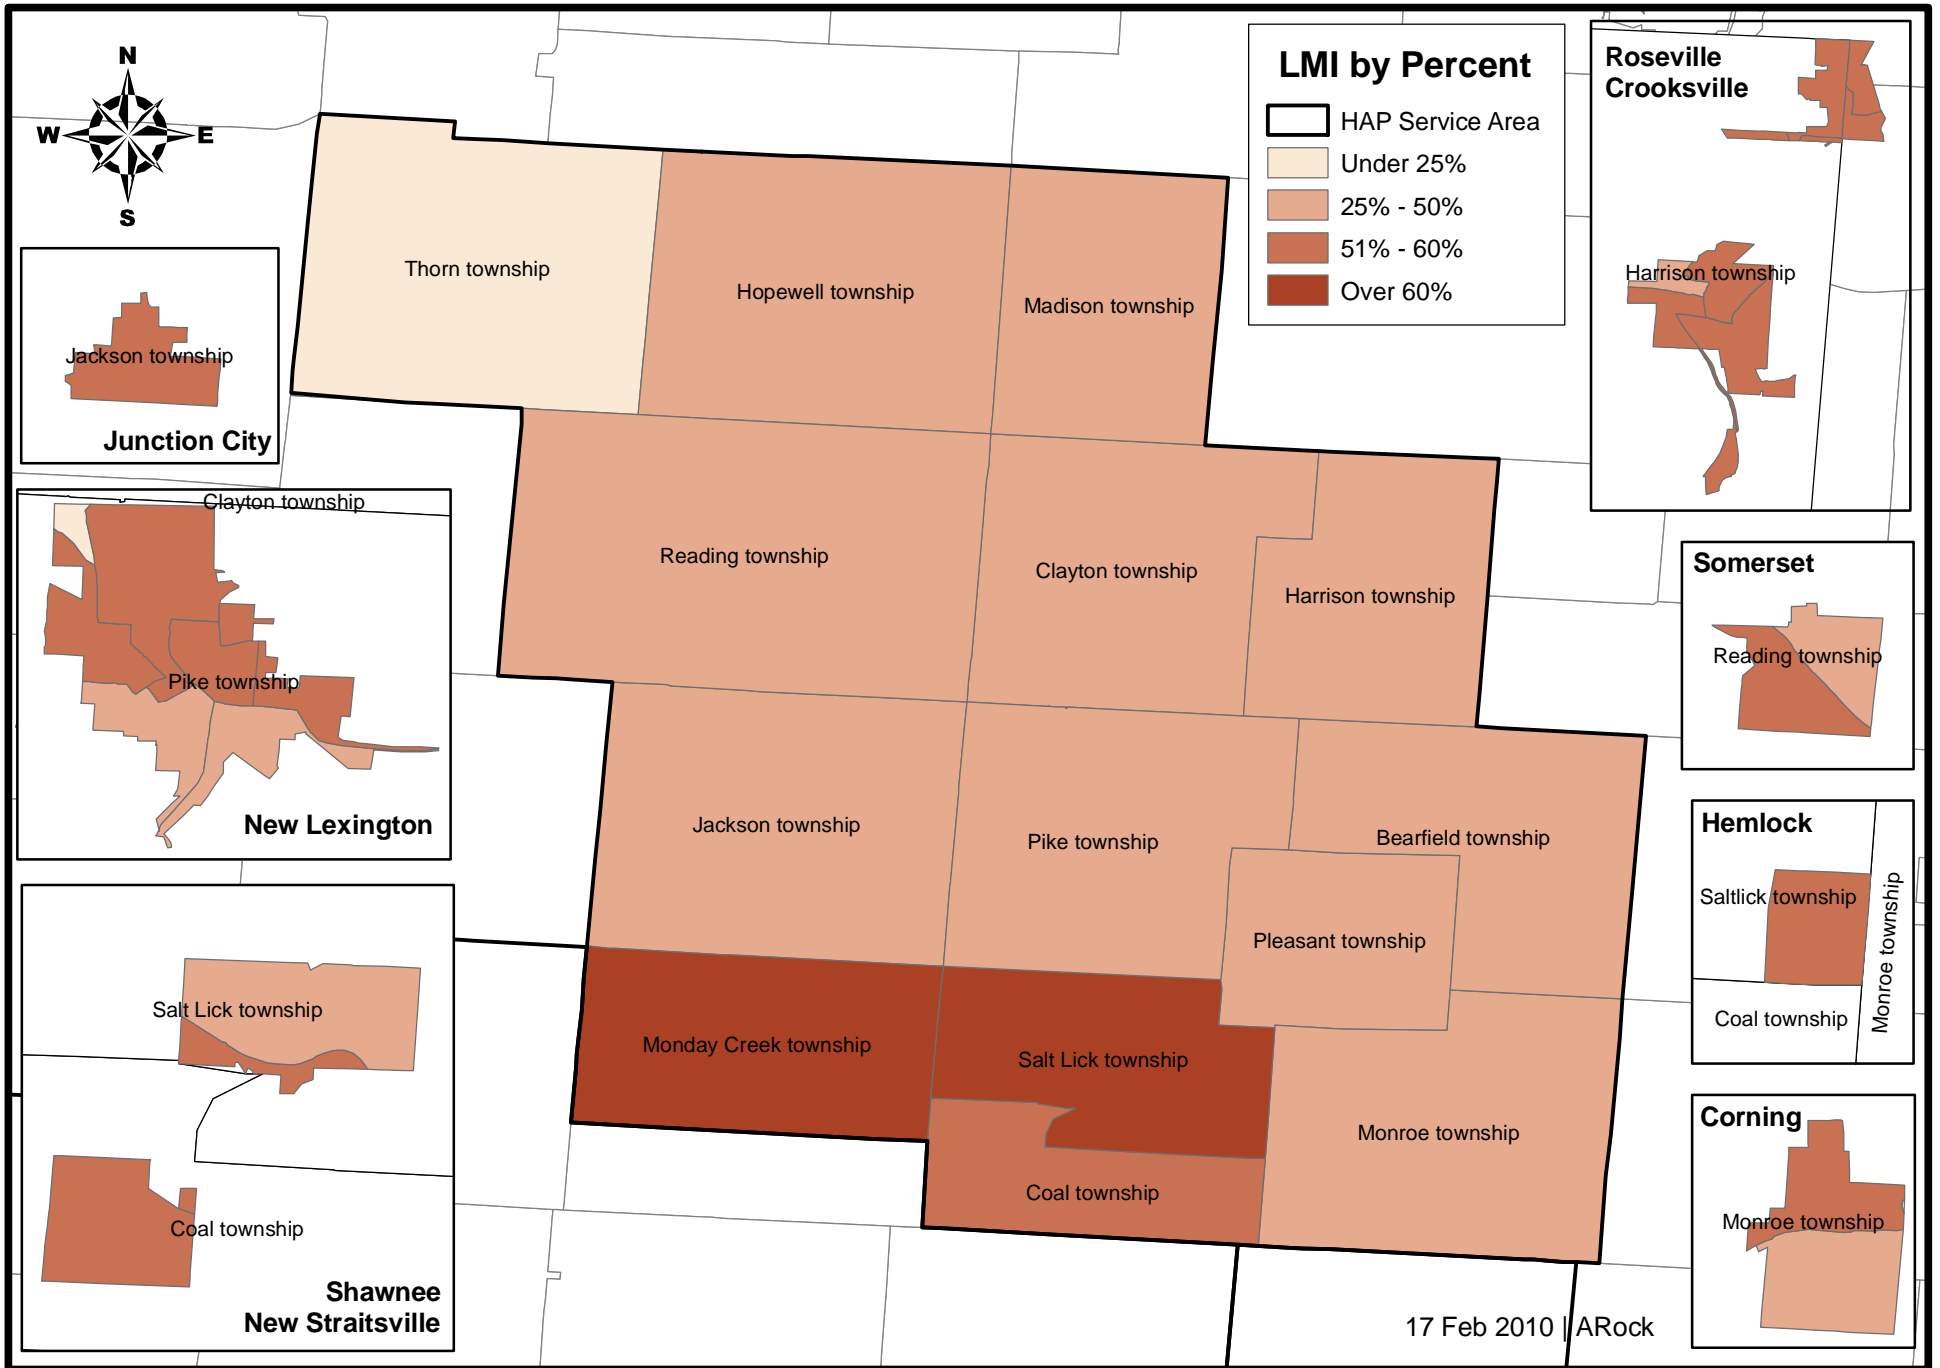 N
W
E
S
LMI by Percent
HAP Service Area
Under 25%
25% - 50%
51% - 60%
Over 60%
Roseville
Crooksville
Harrison township
Thorn township
Hopewell township
Madison township
Jackson township
Junction City
Reading township
Clayton township
Harrison township
Clayton township
Pike township
New Lexington
Somerset
Reading township
Jackson township
Pike township
Bearfield township
Pleasant township
Hemlock
Saltlick township
Monroe township
Coal township
Salt Lick township
Coal township
Shawnee
New Straitsville
Monday Creek township
Salt Lick township
Monroe township
Coal township
Corning
Monroe township
17 Feb 2010 | ARock